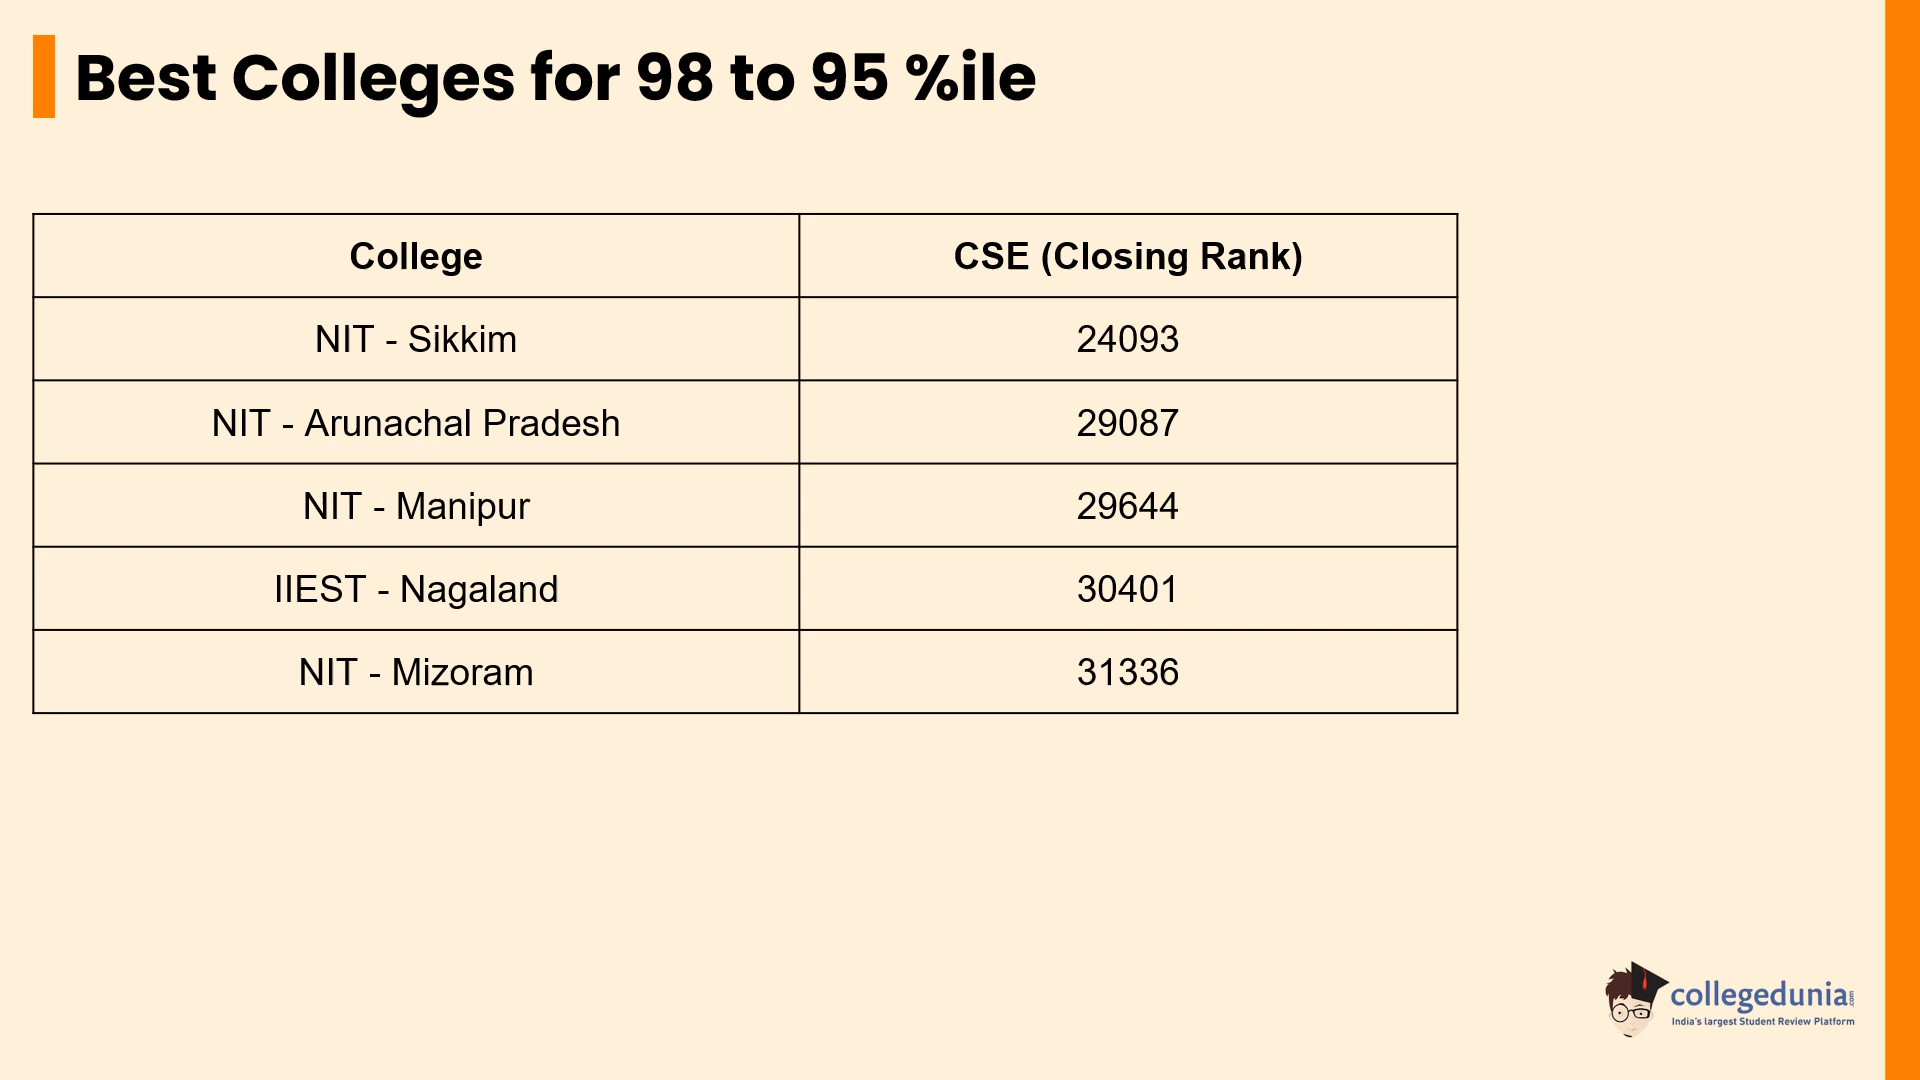 Best Colleges for 98 to 95 %ile
College CSE (Closing Rank)
NIT - Sikkim 24093
NIT - Arunachal Pradesh 29087
NIT - Manipur 29644
IIEST - Nagaland 30401
NIT - Mizoram 31336
collegedunia.com
India's largest Student Review Platform